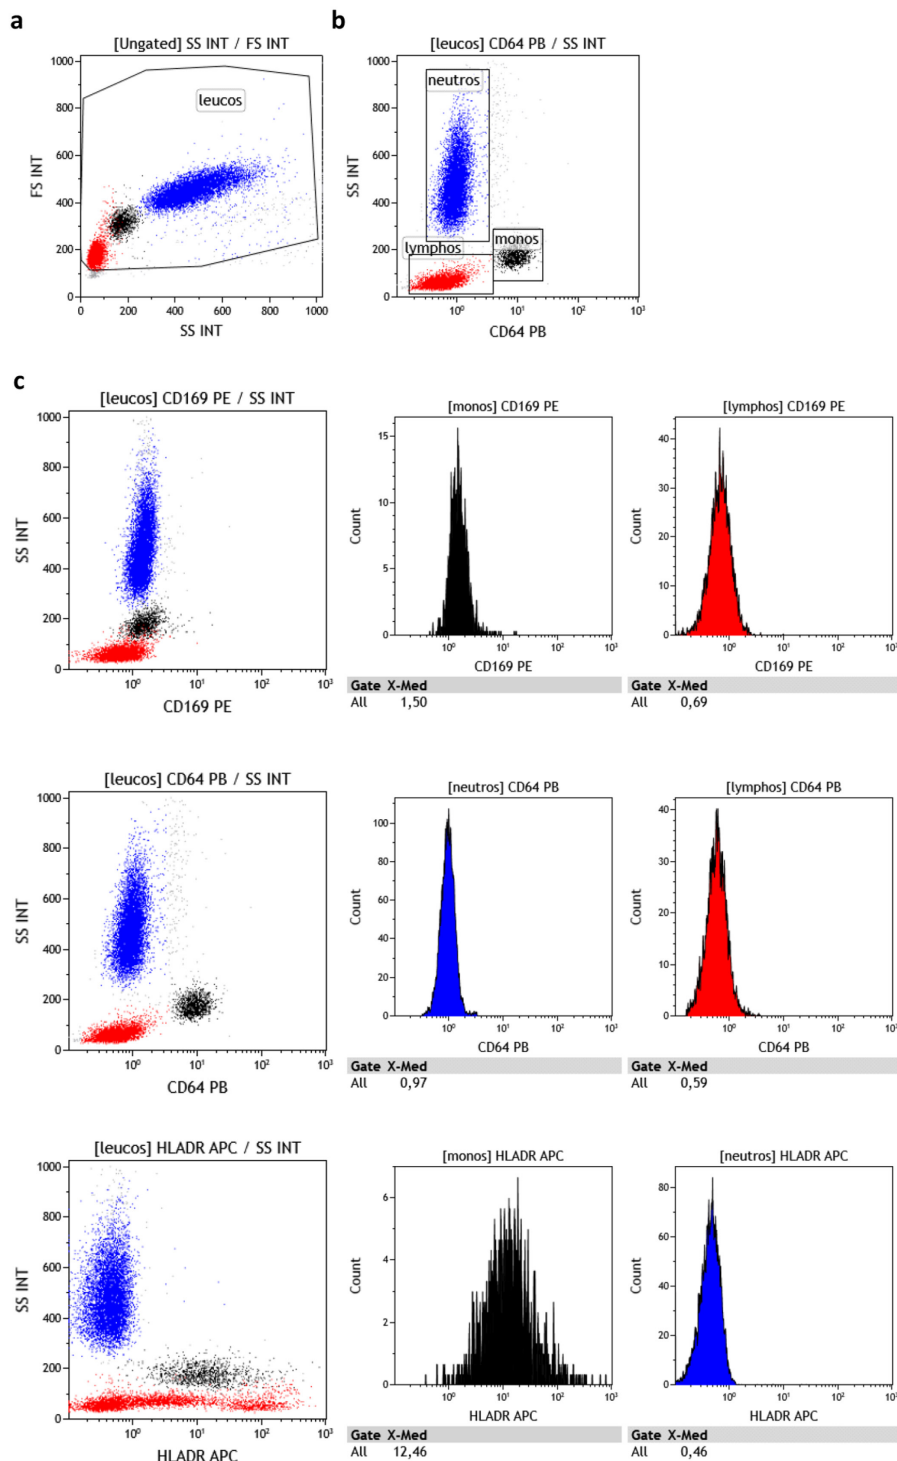 a
b
[Ungated] SS INT / FS INT
[leucos] CD64 PB / SS INT
1000
800
600
400
200
0
FS INT
leucos
0 200 400 600 800 1000
SS INT
1000
800
600
400
200
0
SS INT
neutros
lymphos
monos
10⁰ 10¹ 10² 10³
CD64 PB
c
[leucos] CD169 PE / SS INT
1000
800
600
400
200
0
SS INT
10⁰ 10¹ 10² 10³
CD169 PE
[monos] CD169 PE
15
10
5
0
Count
10⁰ 10¹ 10² 10³
CD169 PE
Gate X-Med
All 1,50
[lymphos] CD169 PE
40
30
20
10
0
Count
10⁰ 10¹ 10² 10³
CD169 PE
Gate X-Med
All 0,69
[leucos] CD64 PB / SS INT
1000
800
600
400
200
0
SS INT
10⁰ 10¹ 10² 10³
CD64 PB
[neutros] CD64 PB
100
80
60
40
20
0
Count
10⁰ 10¹ 10² 10³
CD64 PB
Gate X-Med
All 0,97
[lymphos] CD64 PB
40
30
20
10
0
Count
10⁰ 10¹ 10² 10³
CD64 PB
Gate X-Med
All 0,59
[leucos] HLADR APC / SS INT
1000
800
600
400
200
0
SS INT
10⁰ 10¹ 10² 10³
HLADR APC
[monos] HLADR APC
6
4
2
0
Count
10⁰ 10¹ 10² 10³
HLADR APC
Gate X-Med
All 12,46
[neutros] HLADR APC
80
60
40
20
0
Count
10⁰ 10¹ 10² 10³
HLADR APC
Gate X-Med
All 0,46